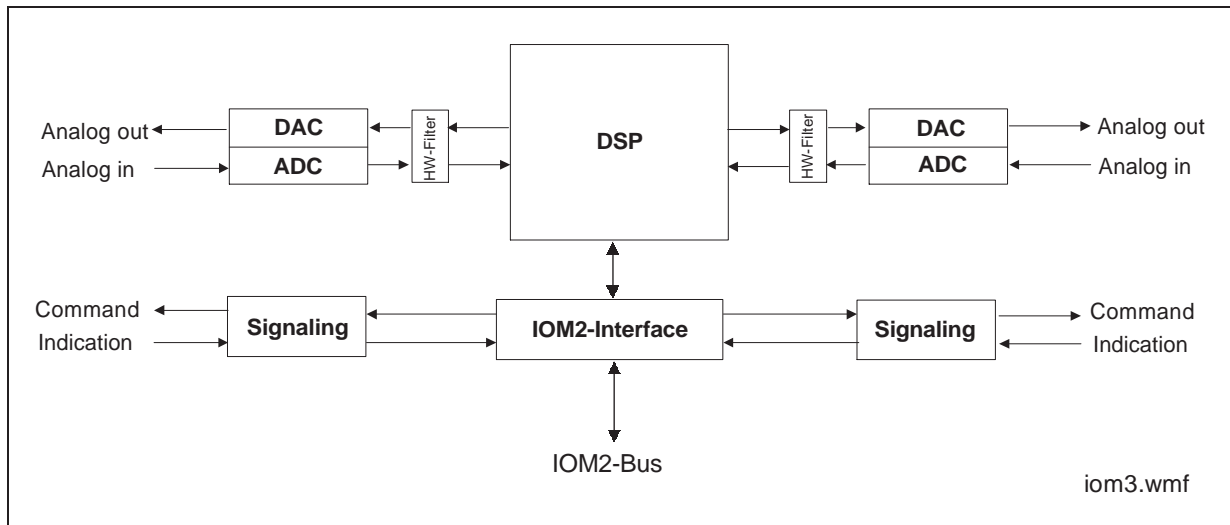 Analog out
Analog in
DAC
ADC
HW-Filter
DSP
HW-Filter
DAC
ADC
Analog out
Analog in
Command
Indication
Signaling
IOM2-Interface
Signaling
Command
Indication
IOM2-Bus
iom3.wmf